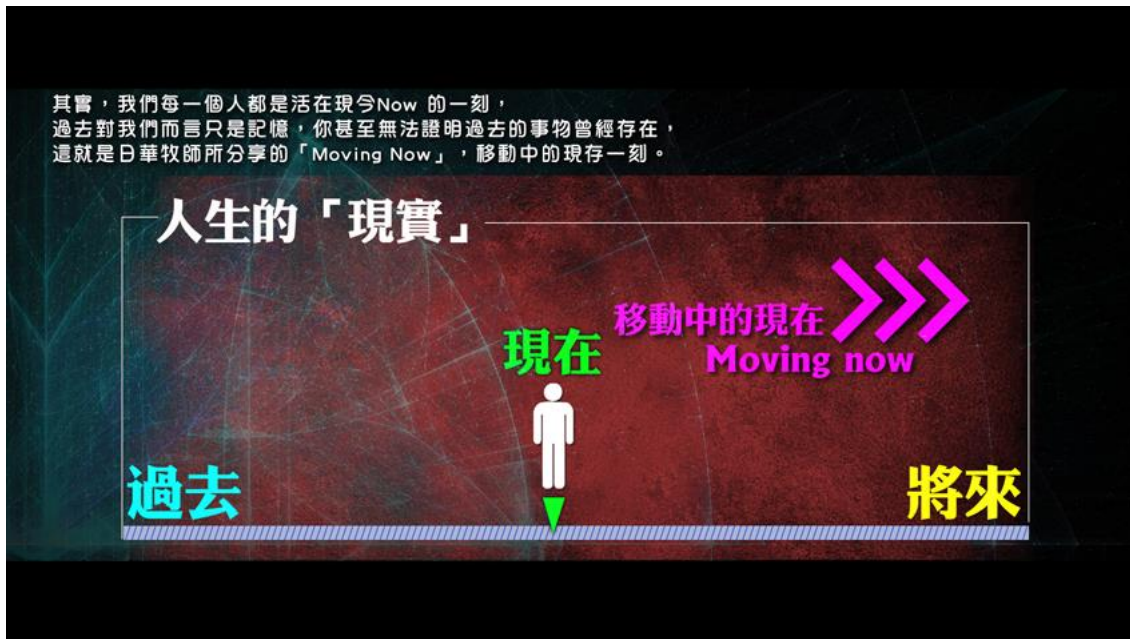 其實，我們每一個人都是活在現今Now 的一刻，
過去對我們而言只是記憶，你甚至無法證明過去的事物曾經存在，
這就是日華牧師所分享的「Moving Now」，移動中的現存一刻。
人生的「現實」
移動中的現在
Moving now
現在
過去
將來